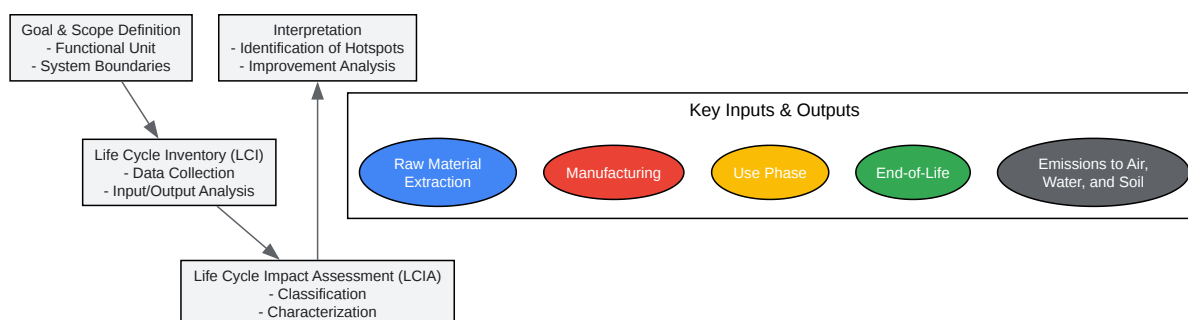 Goal & Scope Definition
- Functional Unit
- System Boundaries
Interpretation
- Identification of Hotspots
- Improvement Analysis
Key Inputs & Outputs
Raw Material
Extraction
Manufacturing
Use Phase
End-of-Life
Emissions to Air,
Water, and Soil
Life Cycle Inventory (LCI)
- Data Collection
- Input/Output Analysis
Life Cycle Impact Assessment (LCIA)
- Classification
- Characterization